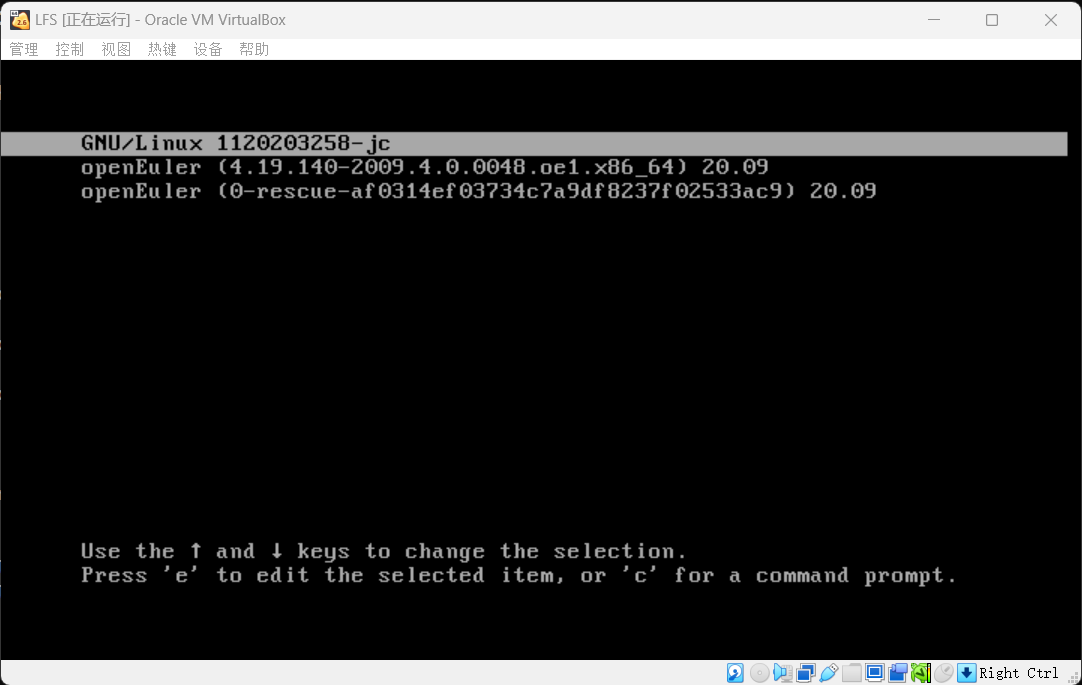 LFS [正在运行] - Oracle VM VirtualBox
管理 控制 视图 热键 设备 帮助
GNU/Linux 1120203258-jc
openEuler (4.19.140-2009.4.0.0048.oe1.x86_64) 20.09
openEuler (0-rescue-af0314ef03734c7a9df8237f02533ac9) 20.09
Use the ↑ and ↓ keys to change the selection.
Press 'e' to edit the selected item, or 'c' for a command prompt.
Right Ctrl